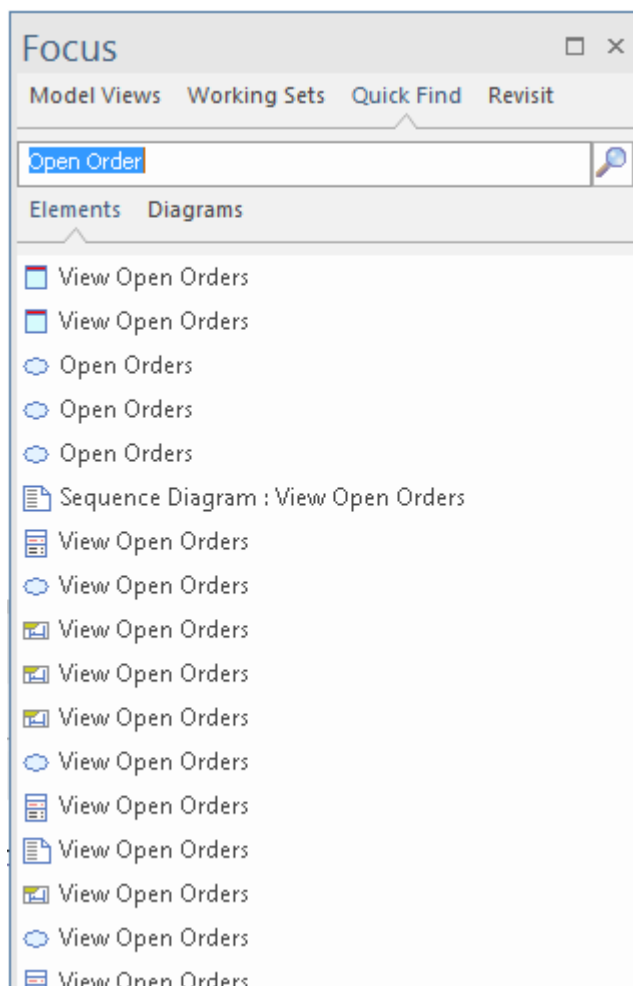 Focus
Model Views Working Sets Quick Find Revisit
Open Order
Elements Diagrams
View Open Orders
View Open Orders
Open Orders
Open Orders
Open Orders
Sequence Diagram : View Open Orders
View Open Orders
View Open Orders
View Open Orders
View Open Orders
View Open Orders
View Open Orders
View Open Orders
View Open Orders
View Open Orders
View Open Orders
View Open Orders